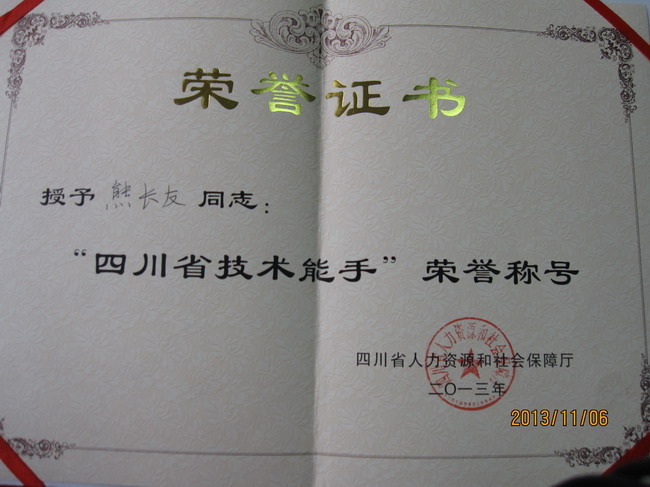 荣誉证书
授予 熊长友 同志：
“四川省技术能手”荣誉称号
四川省人力资源和社会保障厅
二〇一三年
2013/11/06